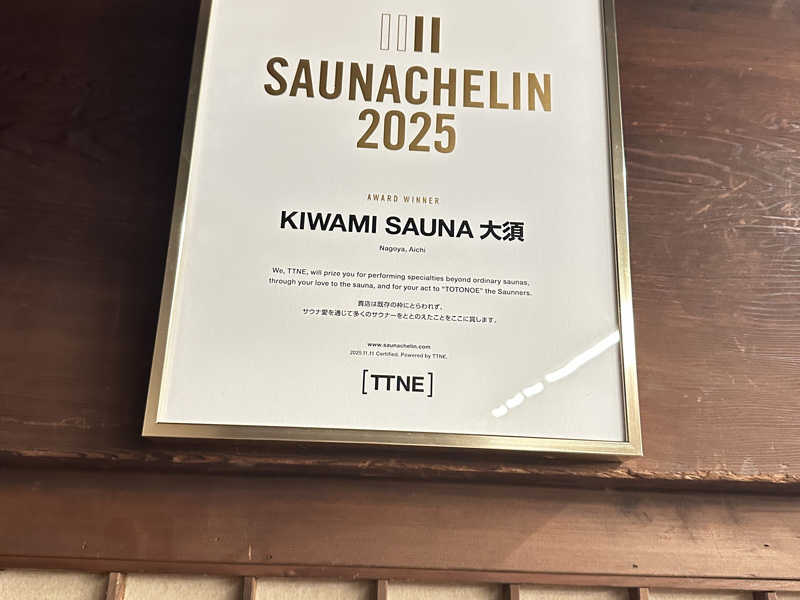 SAUNACHELIN
2025
AWARD WINNER
KIWAMI SAUNA 大須
Nagoya, Aichi
We, TTNE, will prize you for performing specialties beyond ordinary saunas,
through your love to the sauna, and for your act to “TOTONOE” the Saunners.
貴店は既存の枠にとらわれず、
サウナ愛を通じて多くのサウナーをととのえたことをここに賞します。
www.saunachelin.com
2025.11.11 Certified. Powered by TTNE.
[TTNE]